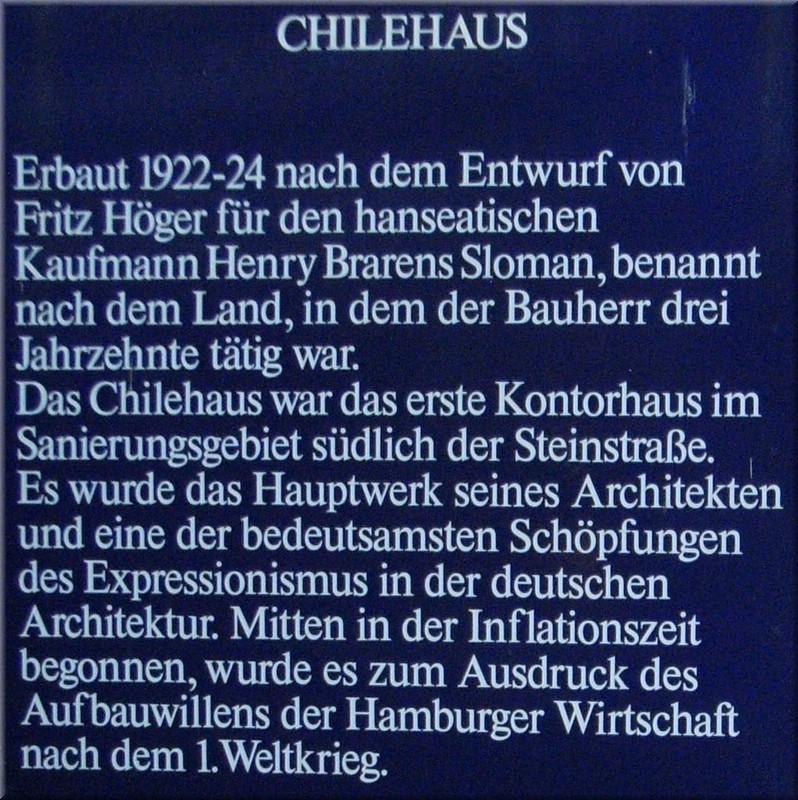 CHILEHAUS
Erbaut 1922-24 nach dem Entwurf von
Fritz Höger für den hanseatischen
Kaufmann Henry Brarens Sloman, benannt
nach dem Land, in dem der Bauherr drei
Jahrzehnte tätig war.
Das Chilehaus war das erste Kontorhaus im
Sanierungsgebiet südlich der Steinstraße.
Es wurde das Hauptwerk seines Architekten
und eine der bedeutsamsten Schöpfungen
des Expressionismus in der deutschen
Architektur. Mitten in der Inflationszeit
begonnen, wurde es zum Ausdruck des
Aufbauwillens der Hamburger Wirtschaft
nach dem 1. Weltkrieg.